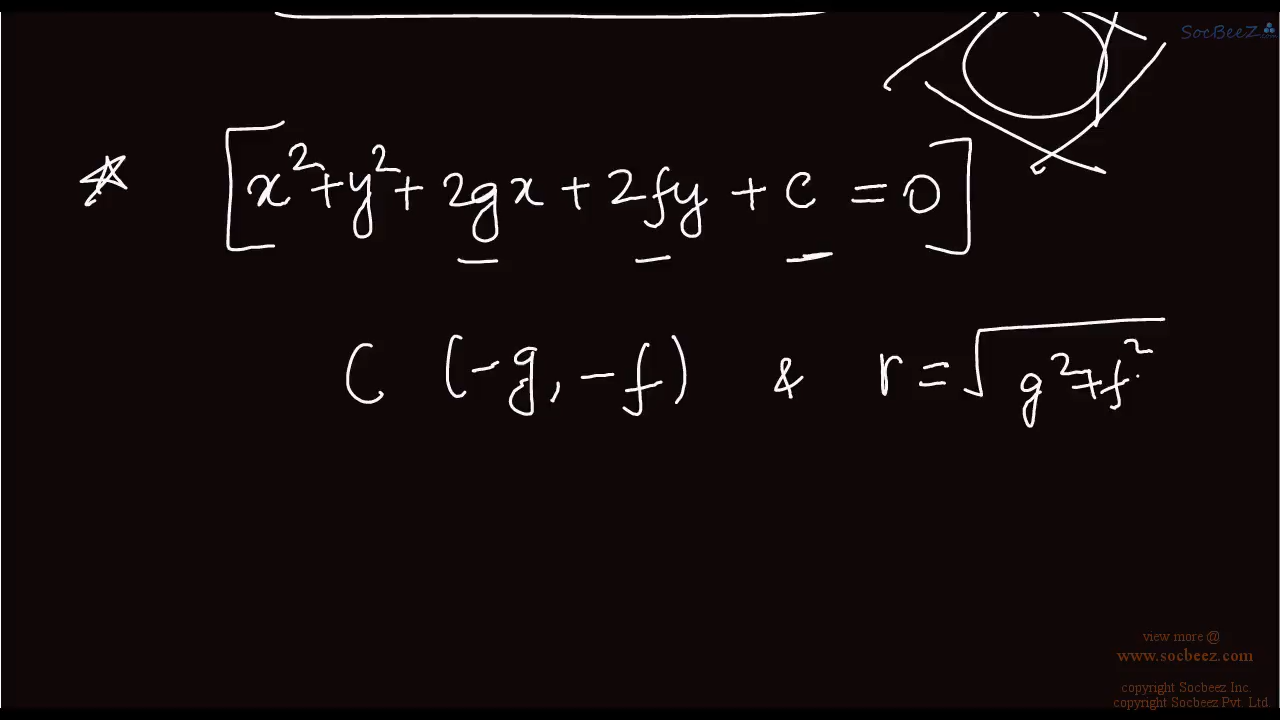 SocBeeZ
[x²+y²+ 2gx + 2fy + c = 0]
C (-g, -f) & r = √g²+f²
view more @
www.socbeez.com
copyright Socbeez Inc.
copyright Socbeez Pvt. Ltd